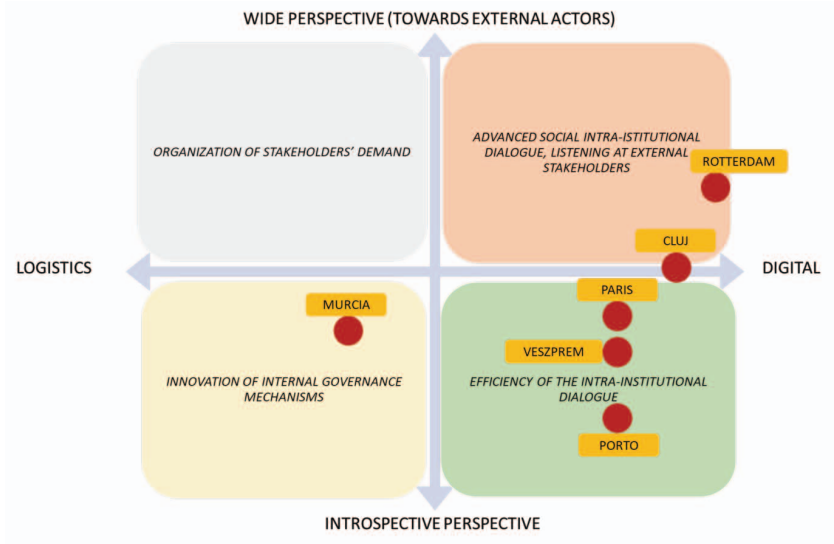 WIDE PERSPECTIVE (TOWARDS EXTERNAL ACTORS)
ORGANIZATION OF STAKEHOLDERS' DEMAND
ADVANCED SOCIAL INTRA-ISTITUTIONAL
DIALOGUE, LISTENING AT EXTERNAL
STAKEHOLDERS
ROTTERDAM
CLUJ
LOGISTICS
DIGITAL
PARIS
MURCIA
VESZPREM
INNOVATION OF INTERNAL GOVERNANCE
MECHANISMS
EFFICIENCY OF THE INTRA-INSTITUTIONAL
DIALOGUE
PORTO
INTROSPECTIVE PERSPECTIVE